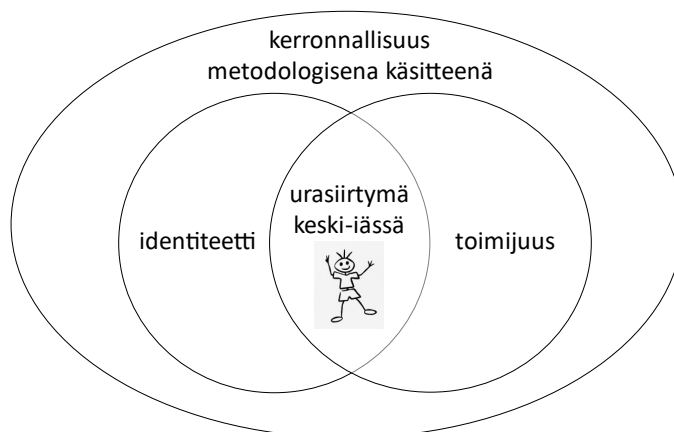 kerronnallisuus
metodologisena käsitteenä
urasiirtymä
keski-iässä
identiteetti
toimijuus